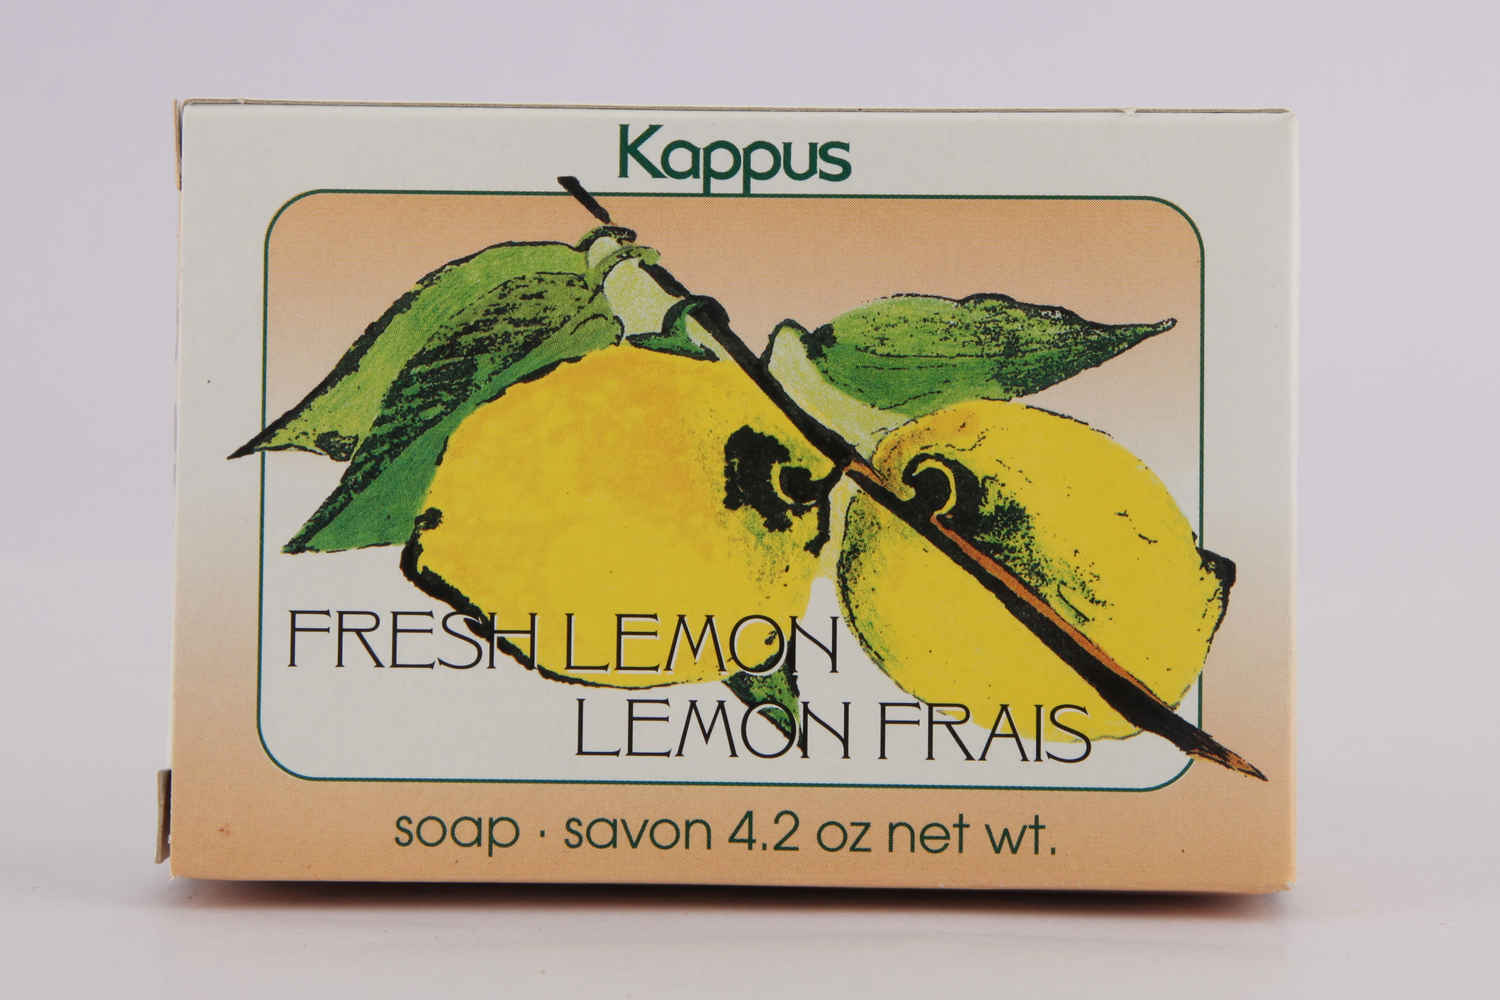 Kappus
FRESH LEMON
LEMON FRAIS
soap · savon 4.2 oz net wt.